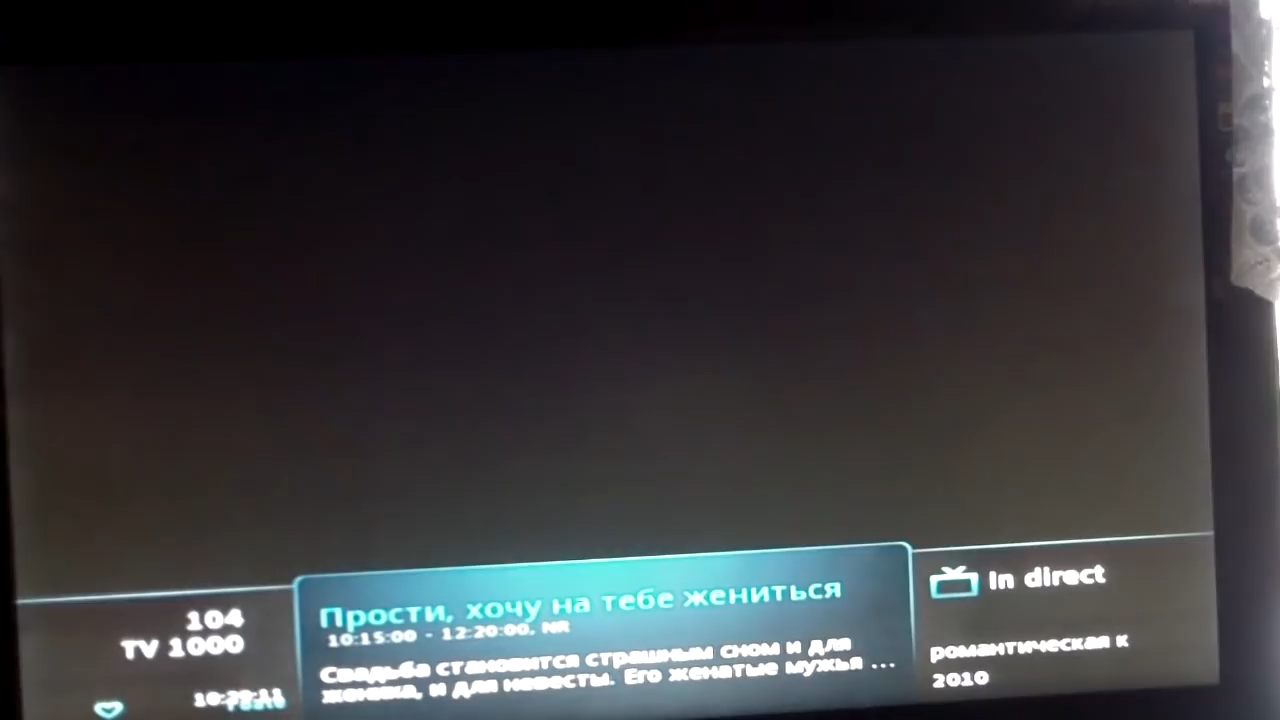 104
TV 1000
Прости, хочу на тебе жениться
10:15:00 - 12:20:00, NR
Свадьба становится страшным сном и для
жениха, и для невесты. Его женатые мужья ...
In direct
романтическая к
2010